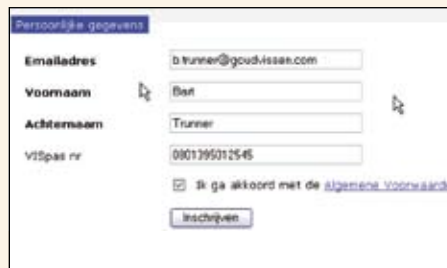 Persoonlijke gegevens
Emailadres b.trunner@goudvissen.com
Voornaam Bart
Achternaam Trunner
VISpas nr 0801395012545
Ik ga akkoord met de Algemene Voorwaard
Inschrijven